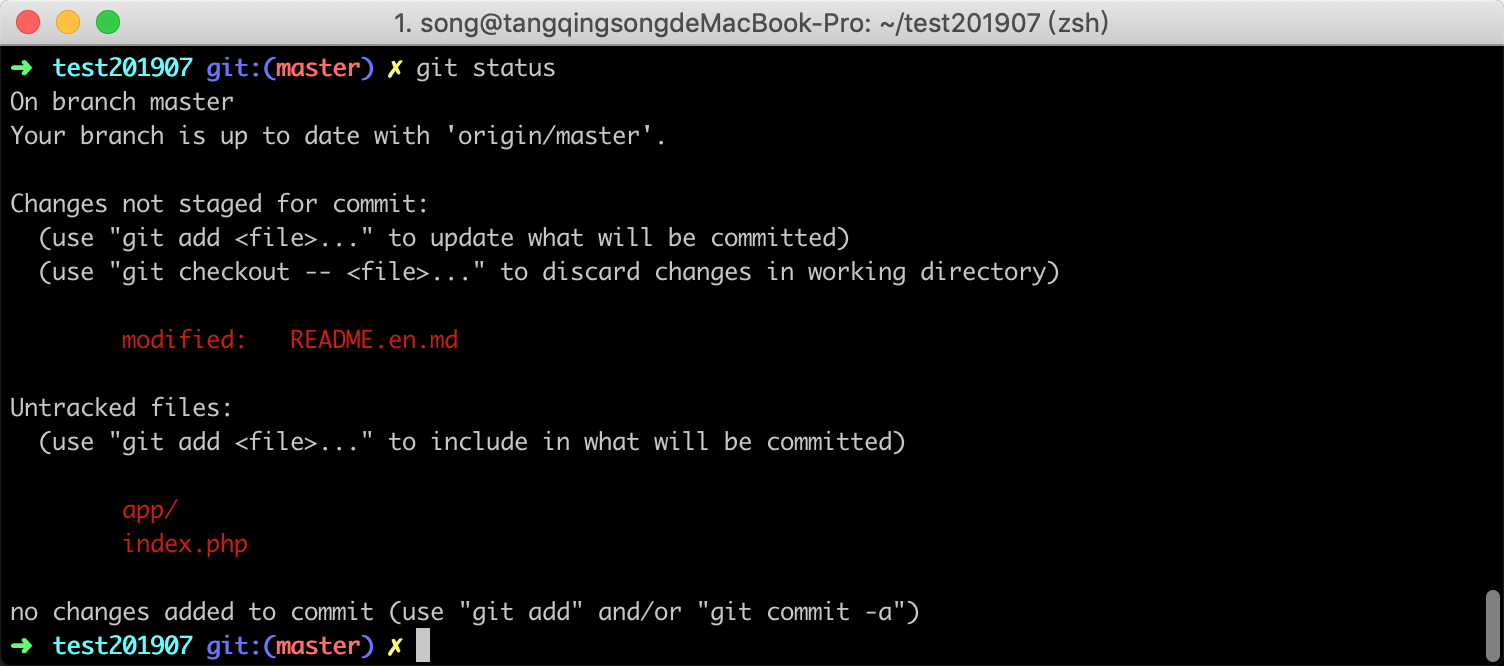 1. song@tangqingsongdeMacBook-Pro: ~/test201907 (zsh)
➜  test201907 git:(master) ✗ git status
On branch master
Your branch is up to date with 'origin/master'.

Changes not staged for commit:
  (use "git add <file>..." to update what will be committed)
  (use "git checkout -- <file>..." to discard changes in working directory)

        modified:   README.en.md

Untracked files:
  (use "git add <file>..." to include in what will be committed)

        app/
        index.php

no changes added to commit (use "git add" and/or "git commit -a")
➜  test201907 git:(master) ✗